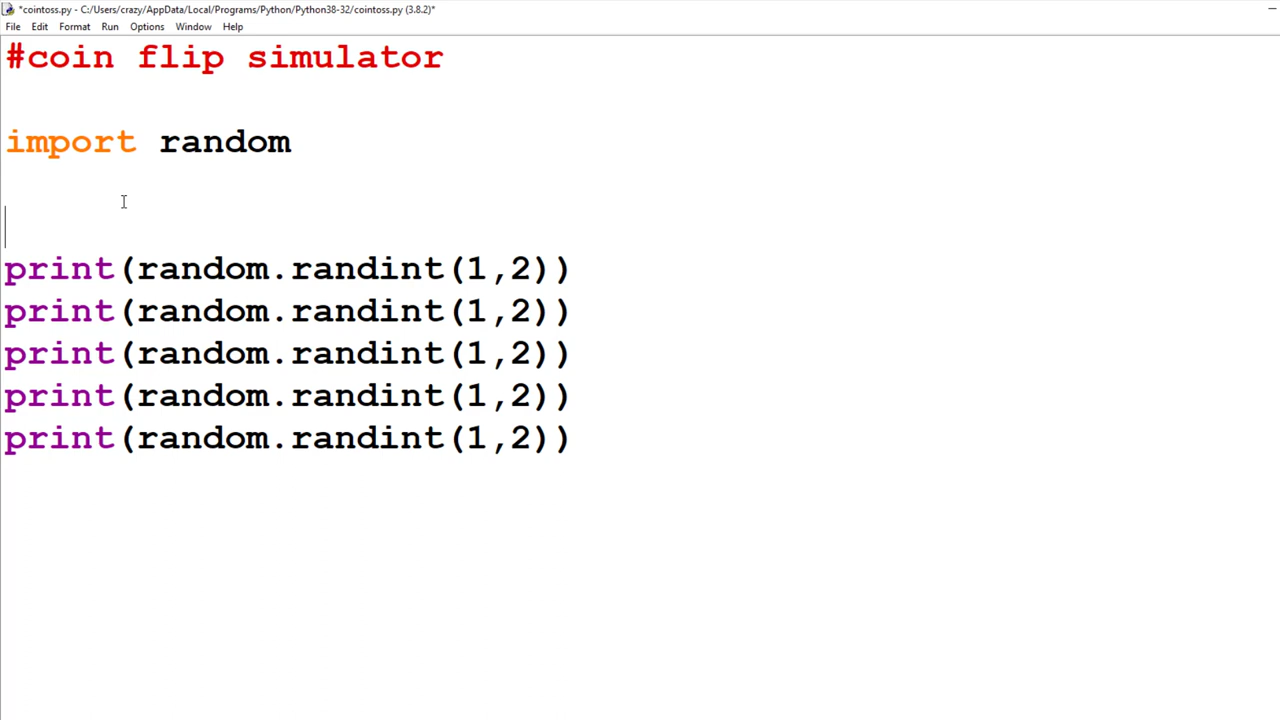 *cointoss.py - C:/Users/crazy/AppData/Local/Programs/Python/Python38-32/cointoss.py (3.8.2)*
File Edit Format Run Options Window Help
#coin flip simulator
import random
print(random.randint(1,2))
print(random.randint(1,2))
print(random.randint(1,2))
print(random.randint(1,2))
print(random.randint(1,2))